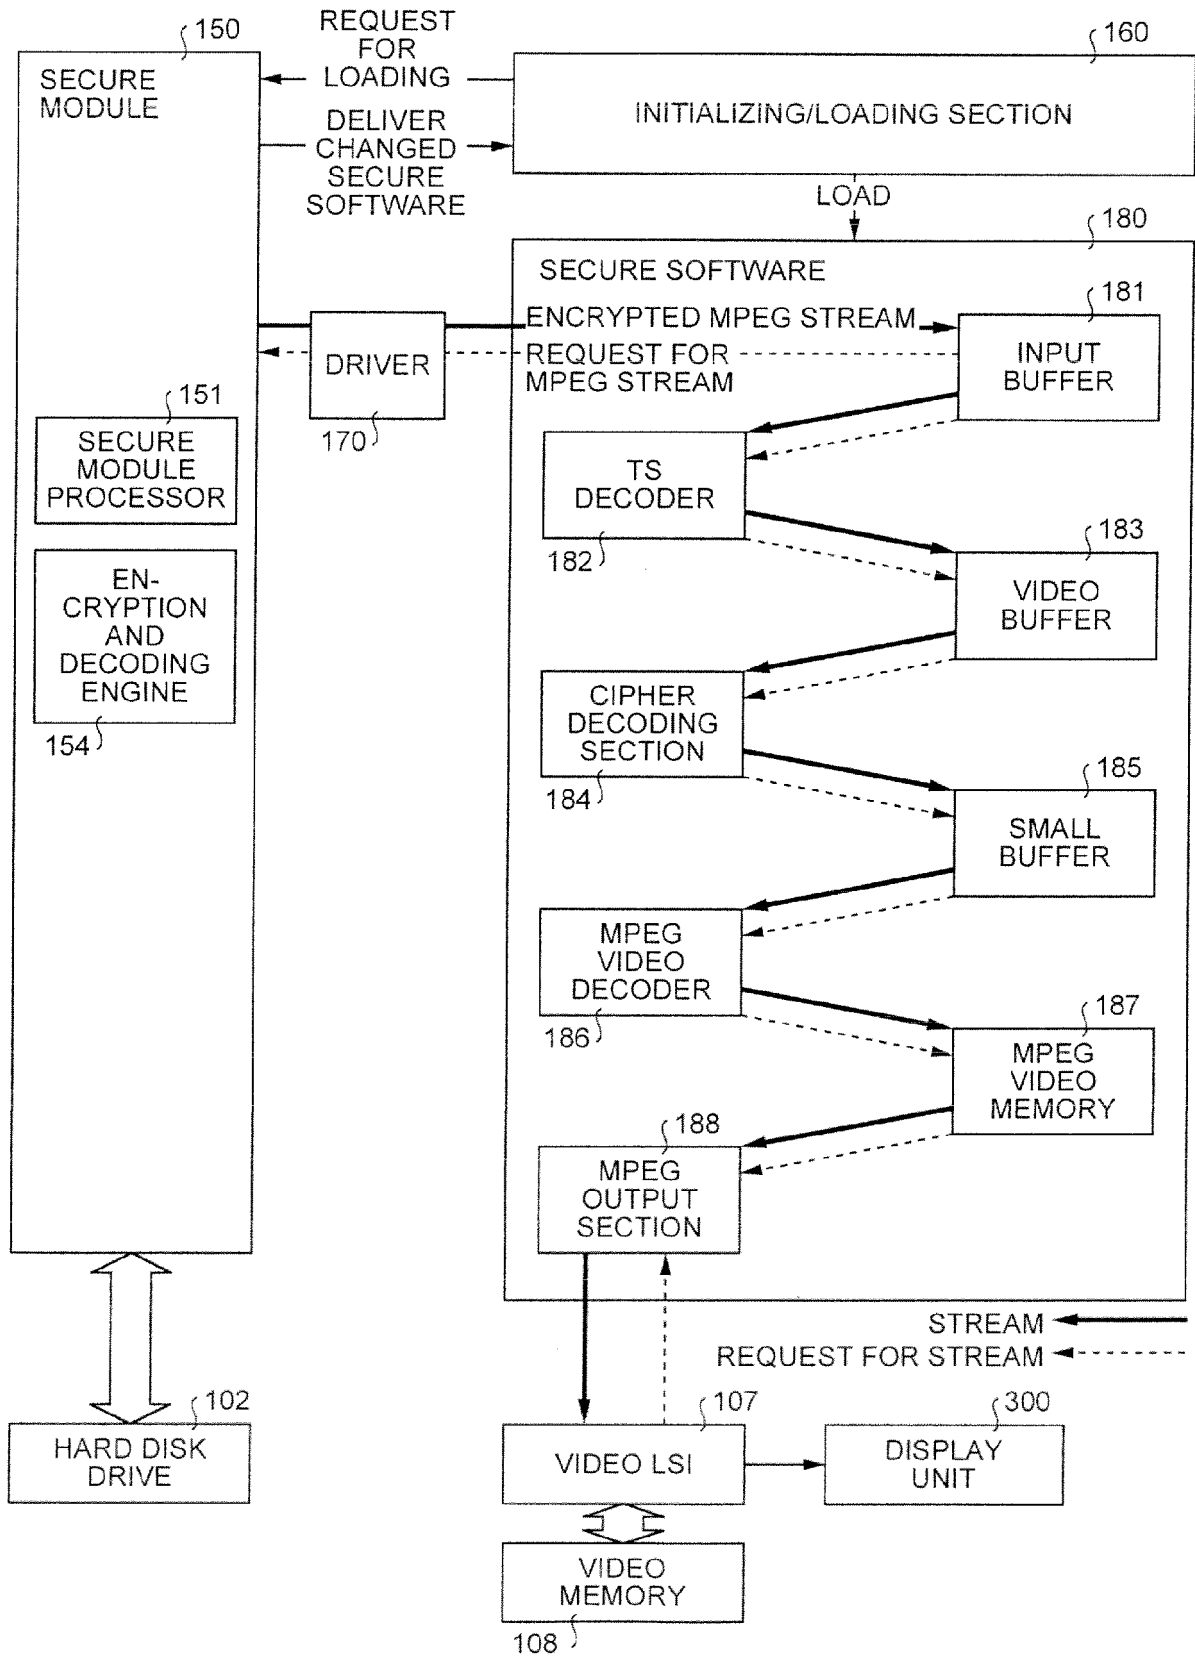 150
SECURE
MODULE
REQUEST
FOR
LOADING
DELIVER
CHANGED
SECURE
SOFTWARE
160
INITIALIZING/LOADING SECTION
LOAD
180
SECURE SOFTWARE
181
ENCRYPTED MPEG STREAM
REQUEST FOR
MPEG STREAM
INPUT
BUFFER
DRIVER
170
151
SECURE
MODULE
PROCESSOR
EN-
CRYPTION
AND
DECODING
ENGINE
154
TS
DECODER
182
183
VIDEO
BUFFER
CIPHER
DECODING
SECTION
184
185
SMALL
BUFFER
MPEG
VIDEO
DECODER
186
187
MPEG
VIDEO
MEMORY
188
MPEG
OUTPUT
SECTION
STREAM
REQUEST FOR STREAM
102
HARD DISK
DRIVE
107
VIDEO LSI
300
DISPLAY
UNIT
VIDEO
MEMORY
108